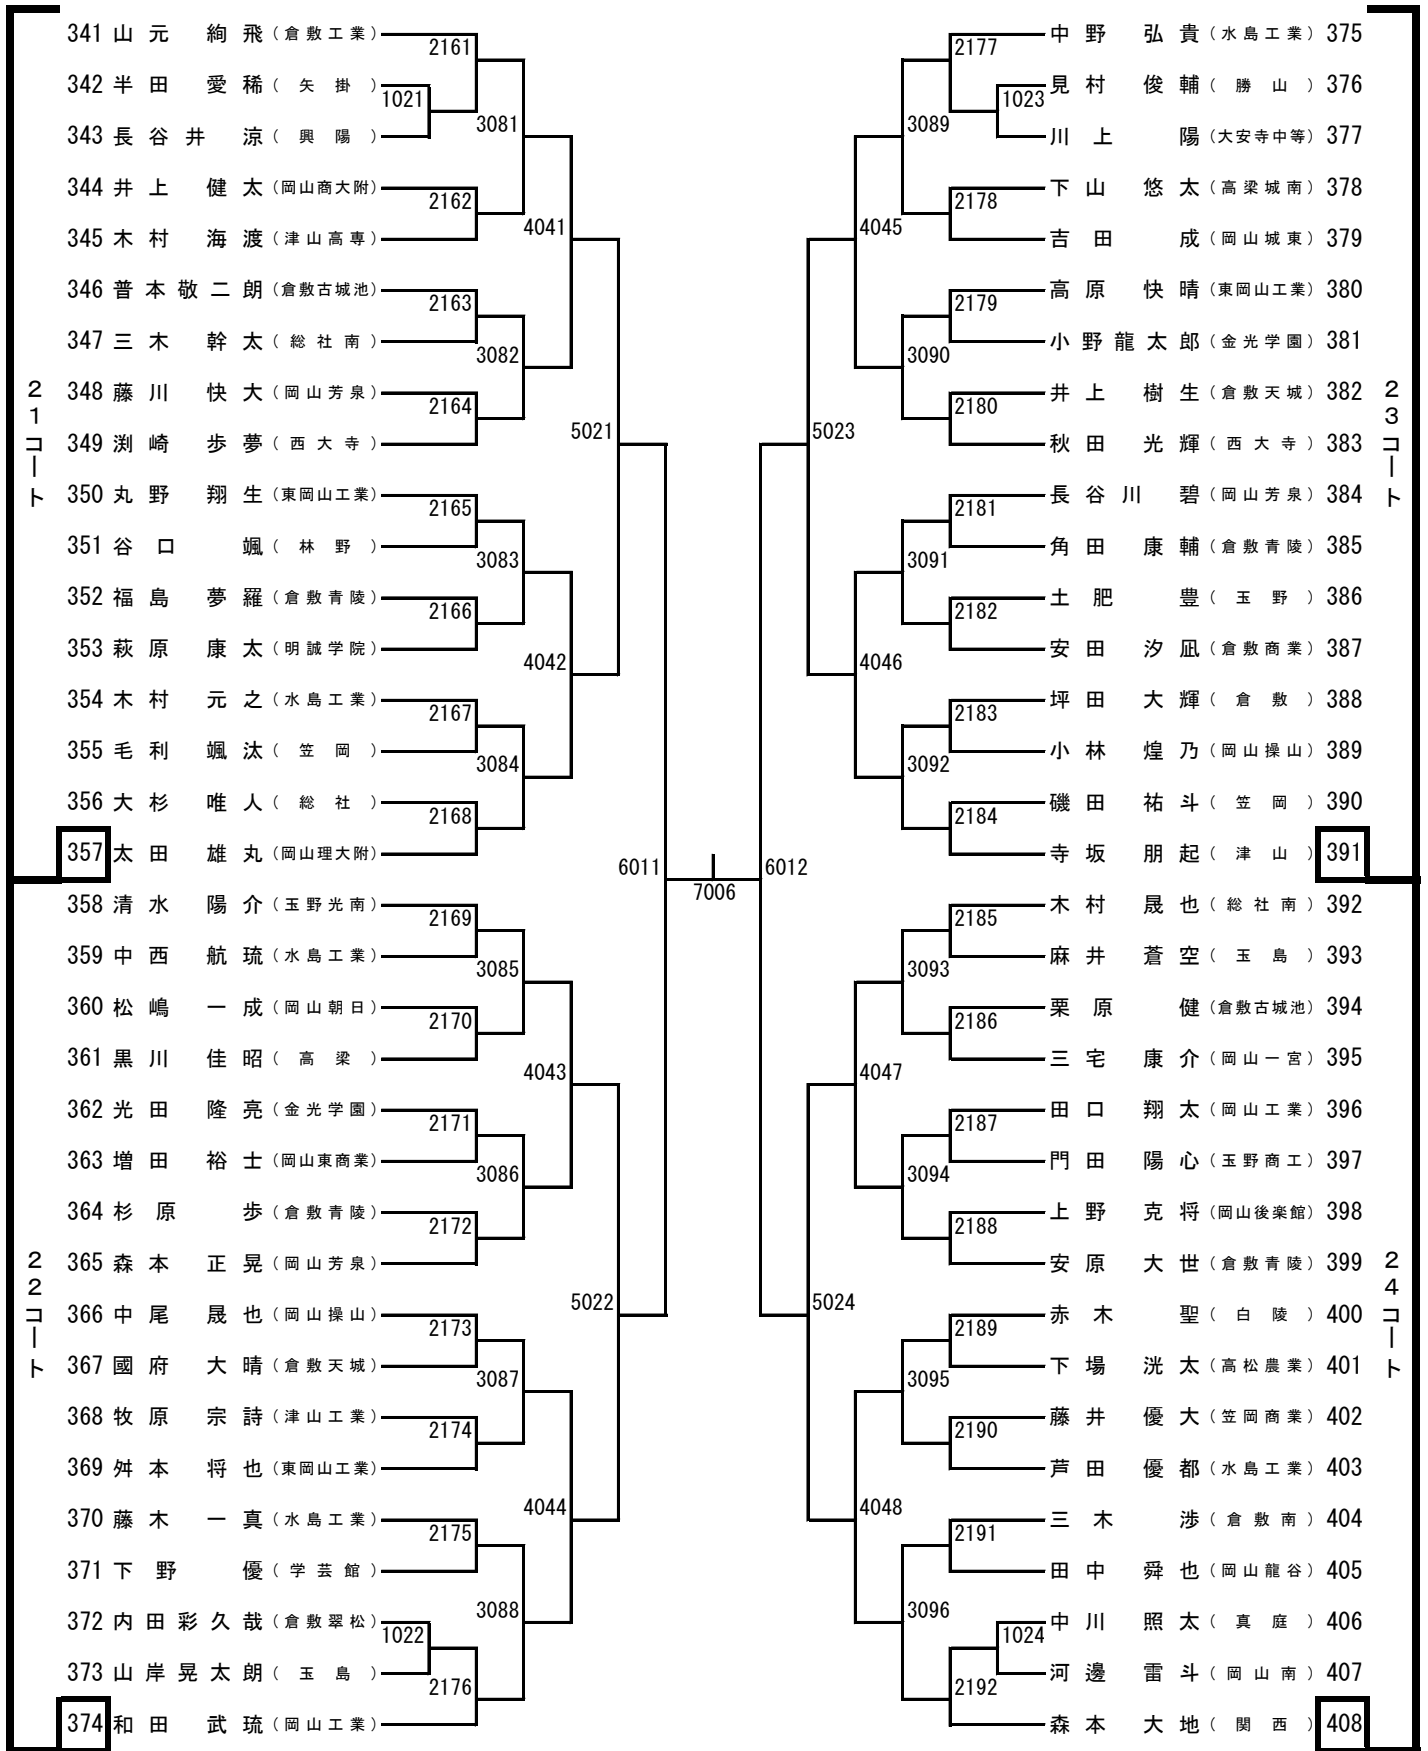 341 山元 絢飛 (倉敷工業) 2161 2177 中野 弘貴 (水島工業) 375
342 半田 愛稀 (矢掛) 1021 1023 見村 俊輔 (勝山) 376
3081 3089
343 長谷井 涼 (興陽) 川上 陽 (大安寺中等) 377
344 井上 健太 (岡山商大附) 2162 2178 下山 悠太 (高梁城南) 378
4041 4045
345 木村 海渡 (津山高専) 吉田 成 (岡山城東) 379
346 普本敬二朗 (倉敷古城池) 2163 2179 高原 快晴 (東岡山工業) 380
347 三木 幹太 (総社南) 3082 3090 小野龍太郎 (金光学園) 381
21コート 23コート
348 藤川 快大 (岡山芳泉) 2164 2180 井上 樹生 (倉敷天城) 382
5021 5023
349 渕崎 歩夢 (西大寺) 秋田 光輝 (西大寺) 383
350 丸野 翔生 (東岡山工業) 2165 2181 長谷川 碧 (岡山芳泉) 384
351 谷口 颯 (林野) 3083 3091 角田 康輔 (倉敷青陵) 385
352 福島 夢羅 (倉敷青陵) 2166 2182 土肥 豊 (玉野) 386
353 萩原 康太 (明誠学院) 4042 4046 安田 汐凪 (倉敷商業) 387
354 木村 元之 (水島工業) 2167 2183 坪田 大輝 (倉敷) 388
355 毛利 颯汰 (笠岡) 3084 3092 小林 煌乃 (岡山操山) 389
356 大杉 唯人 (総社) 2168 2184 磯田 祐斗 (笠岡) 390
357 太田 雄丸 (岡山理大附) 6011 6012 寺坂 朋起 (津山) 391
7006
358 清水 陽介 (玉野光南) 2169 2185 木村 晟也 (総社南) 392
359 中西 航琉 (水島工業) 3085 3093 麻井 蒼空 (玉島) 393
360 松嶋 一成 (岡山朝日) 2170 2186 栗原 健 (倉敷古城池) 394
361 黒川 佳昭 (高梁) 4043 4047 三宅 康介 (岡山一宮) 395
362 光田 隆亮 (金光学園) 2171 2187 田口 翔太 (岡山工業) 396
363 増田 裕士 (岡山東商業) 3086 3094 門田 陽心 (玉野商工) 397
364 杉原 歩 (倉敷青陵) 2172 2188 上野 克将 (岡山後楽館) 398
365 森本 正晃 (岡山芳泉) 安原 大世 (倉敷青陵) 399
22コート 24コート
5022 5024
366 中尾 晟也 (岡山操山) 2173 2189 赤木 聖 (白陵) 400
367 國府 大晴 (倉敷天城) 3087 3095 下場 洸太 (高松農業) 401
368 牧原 宗詩 (津山工業) 2174 2190 藤井 優大 (笠岡商業) 402
369 舛本 将也 (東岡山工業) 芦田 優都 (水島工業) 403
4044 4048
370 藤木 一真 (水島工業) 2175 2191 三木 渉 (倉敷南) 404
371 下野 優 (学芸館) 田中 舜也 (岡山龍谷) 405
3088 3096
372 内田彩久哉 (倉敷翠松) 1022 1024 中川 照太 (真庭) 406
373 山岸晃太朗 (玉島) 2176 2192 河邊 雷斗 (岡山南) 407
374 和田 武琉 (岡山工業) 森本 大地 (関西) 408